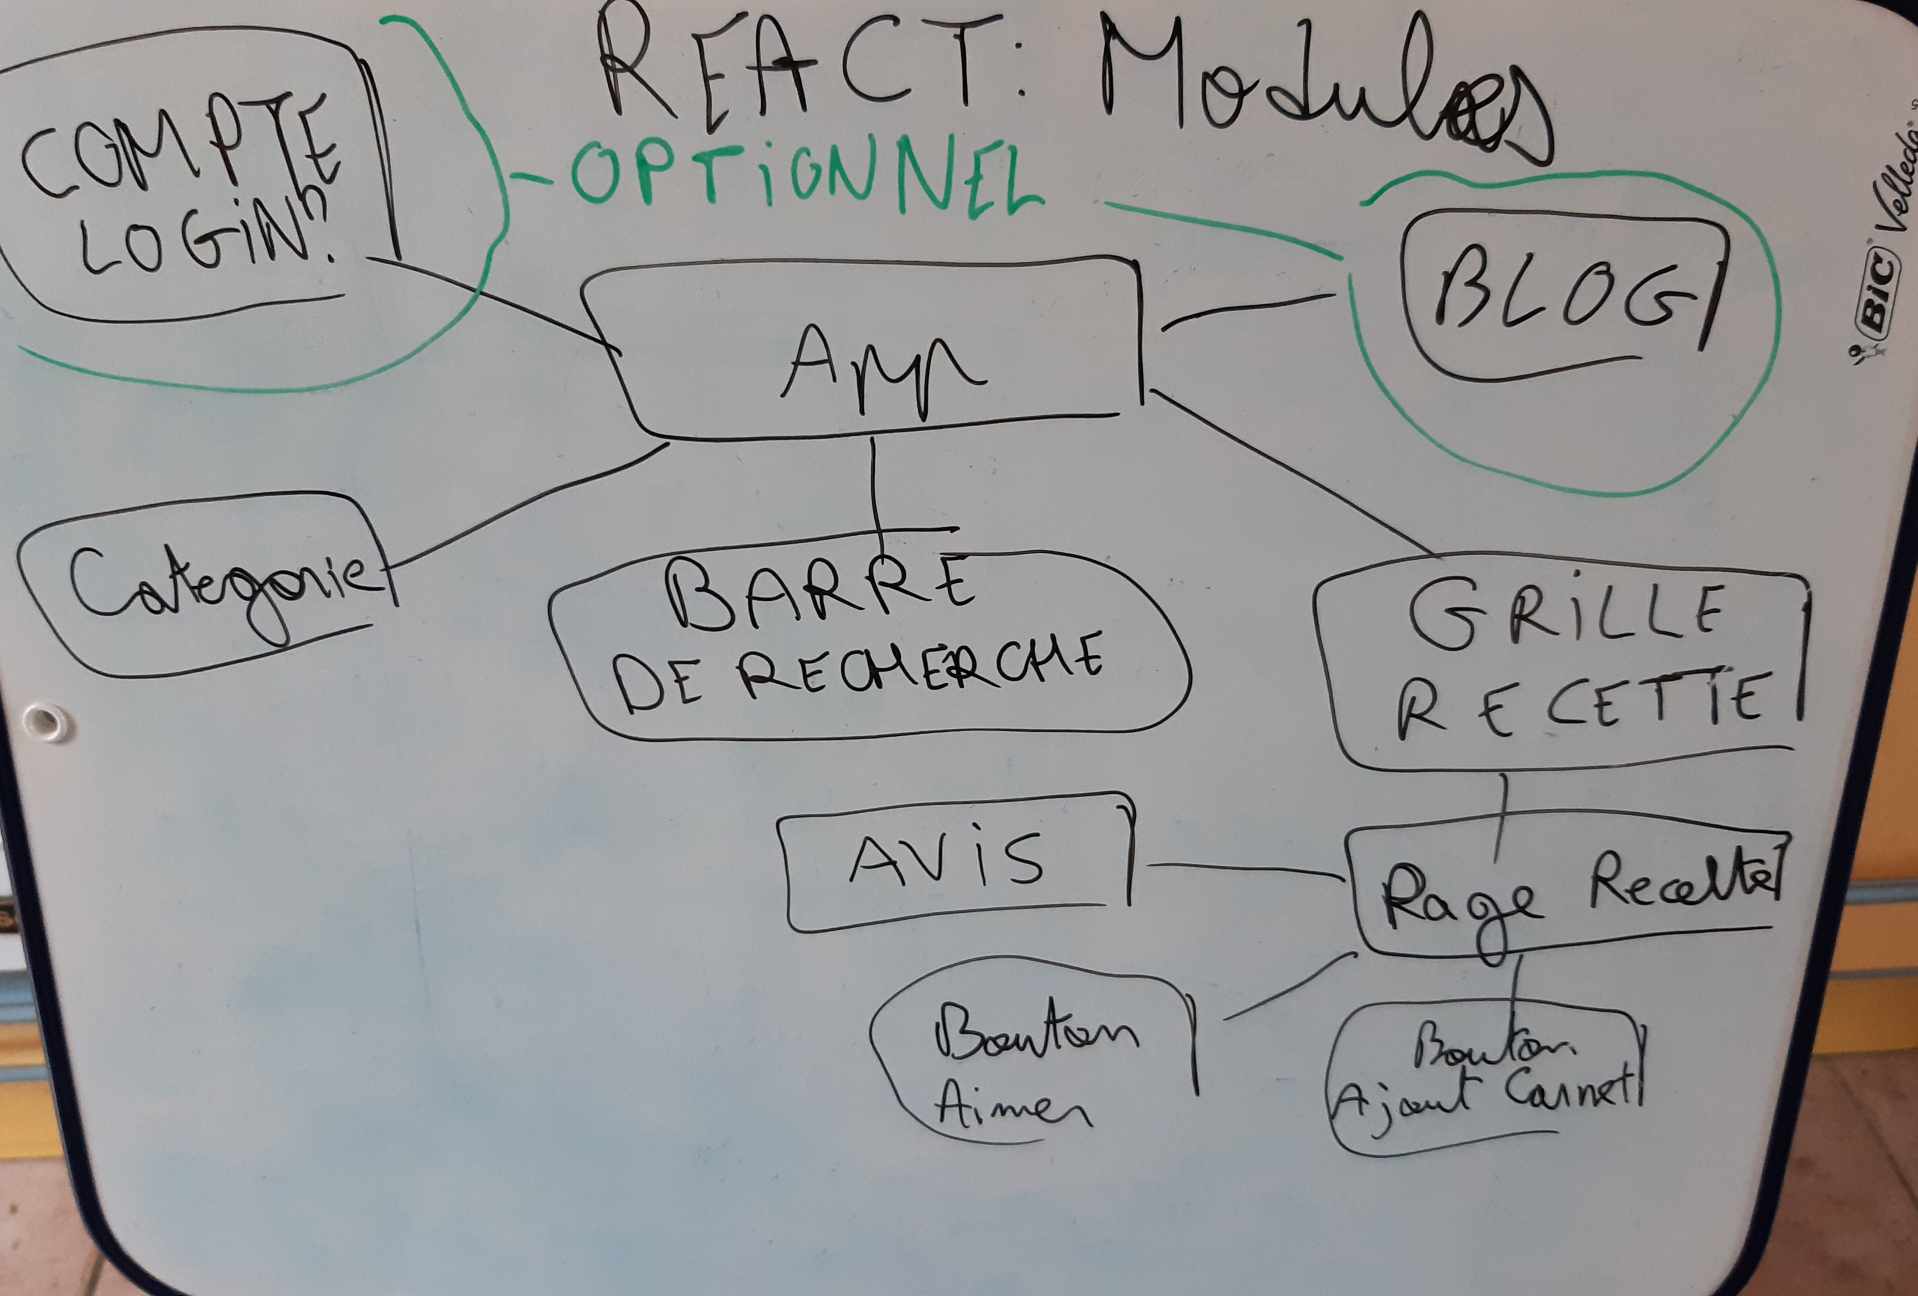 REACT: Modules
COMPTE
LOGIN?
OPTIONNEL
BLOG
App
Categorie
BARRE
DE RECHERCHE
GRILLE
RECETTE
AVIS
Page Recette
Bouton
Aimer
Bouton
Ajout Carnet
BIC Velleda